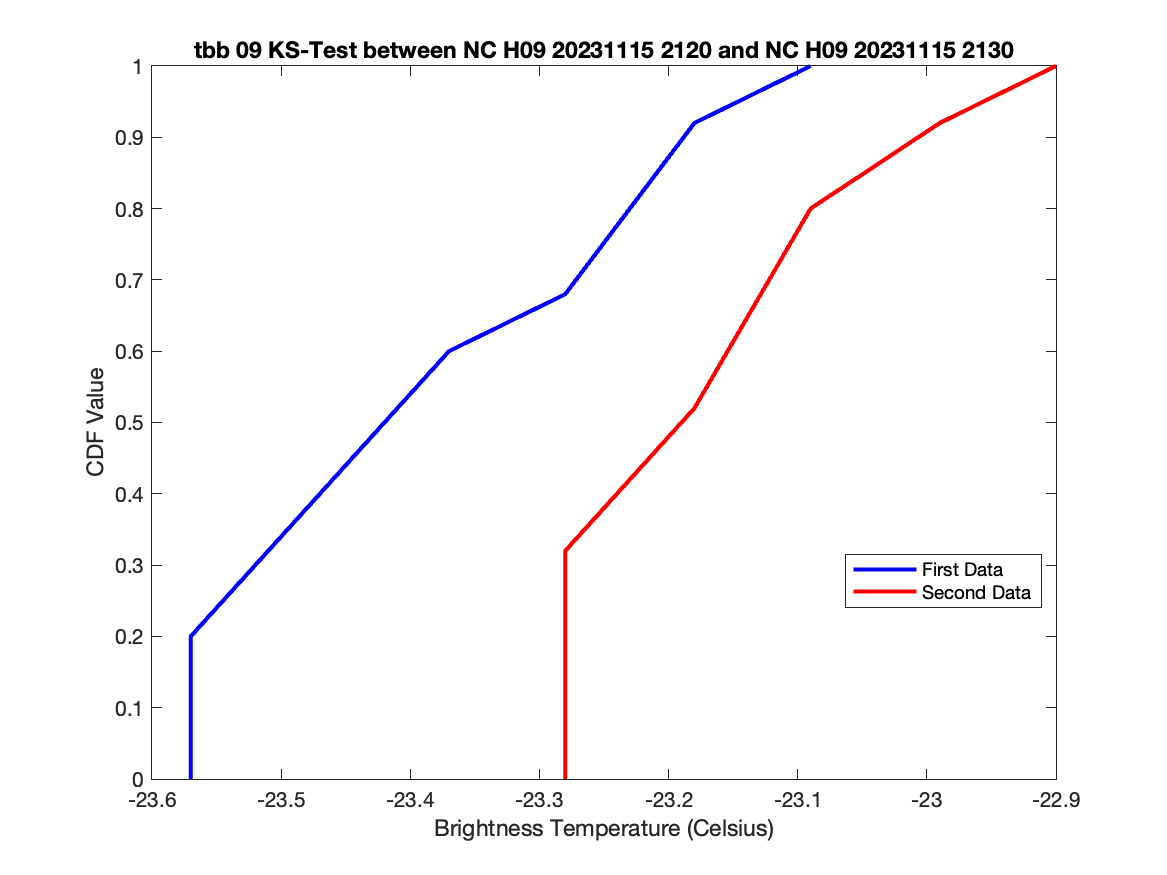 tbb 09 KS-Test between NC H09 20231115 2120 and NC H09 20231115 2130
1
0.9
0.8
0.7
0.6
0.5
0.4
0.3
0.2
0.1
0
CDF Value
First Data
Second Data
-23.6 -23.5 -23.4 -23.3 -23.2 -23.1 -23 -22.9
Brightness Temperature (Celsius)